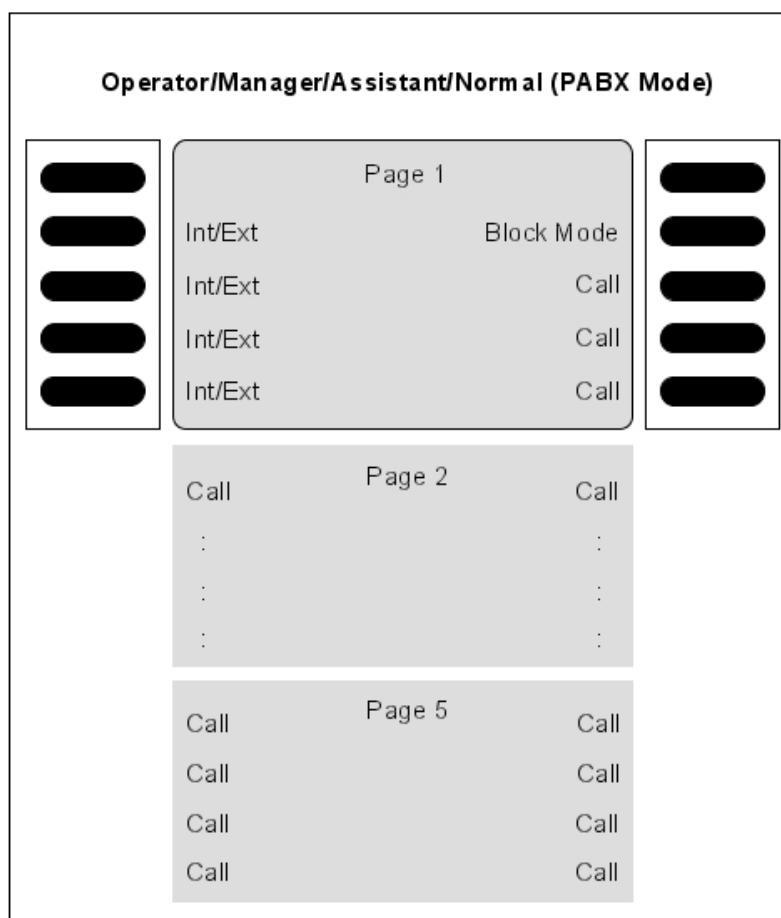 Operator/Manager/Assistant/Normal (PABX Mode)
Page 1
Int/Ext Block Mode
Int/Ext Call
Int/Ext Call
Int/Ext Call
Page 2
Call Call
: :
: :
: :
Page 5
Call Call
Call Call
Call Call
Call Call